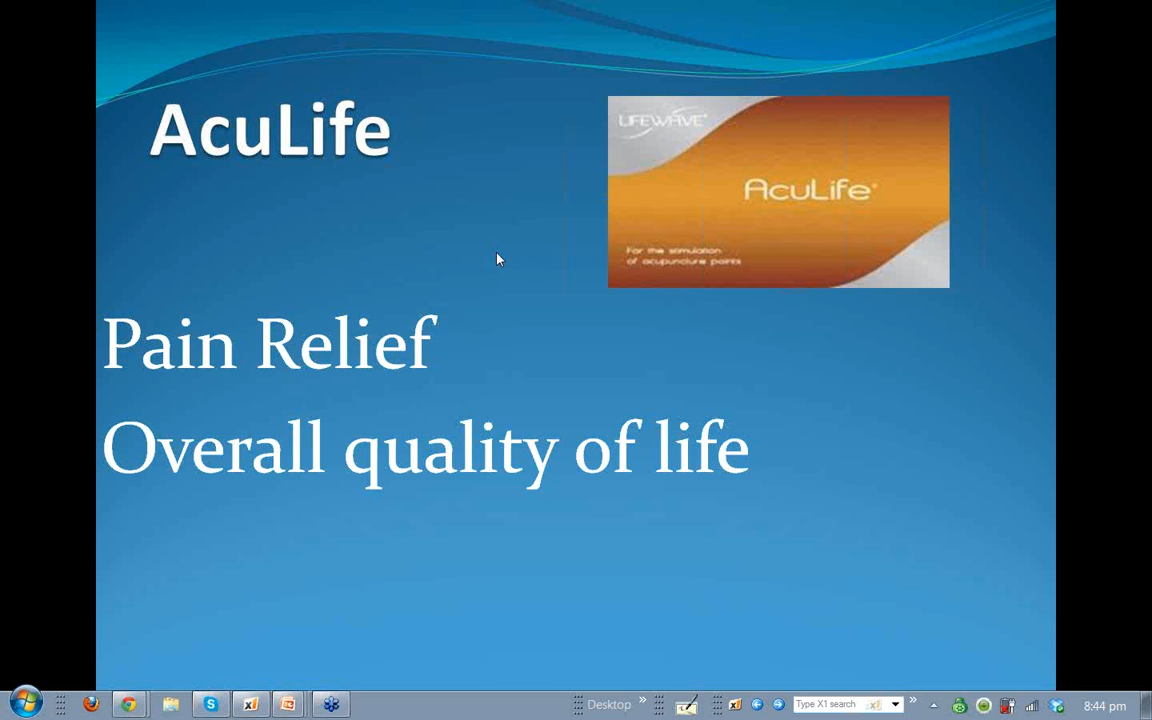 AcuLife
LIFEWAVE®
AcuLife®
For the stimulation
of acupuncture points
Pain Relief
Overall quality of life
Desktop
Type X1 search
8:44 pm